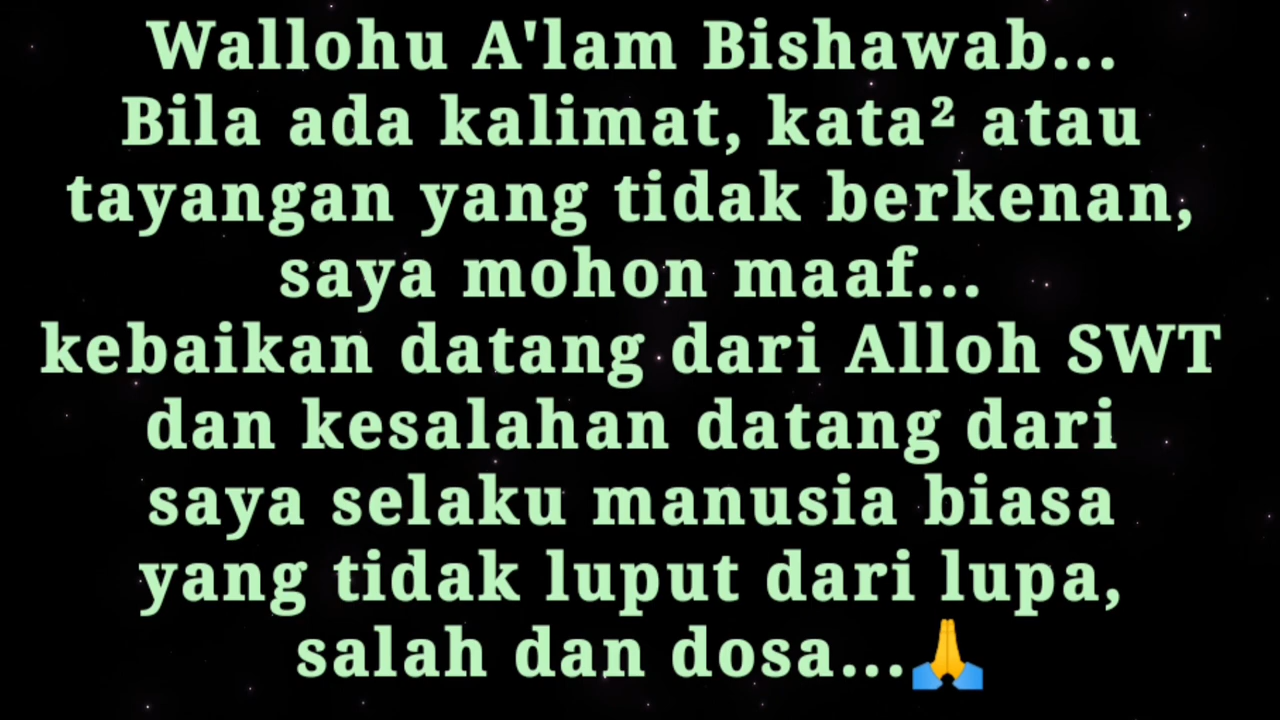 Wallohu A'lam Bishawab...
Bila ada kalimat, kata² atau
tayangan yang tidak berkenan,
saya mohon maaf...
kebaikan datang dari Alloh SWT
dan kesalahan datang dari
saya selaku manusia biasa
yang tidak luput dari lupa,
salah dan dosa...🙏